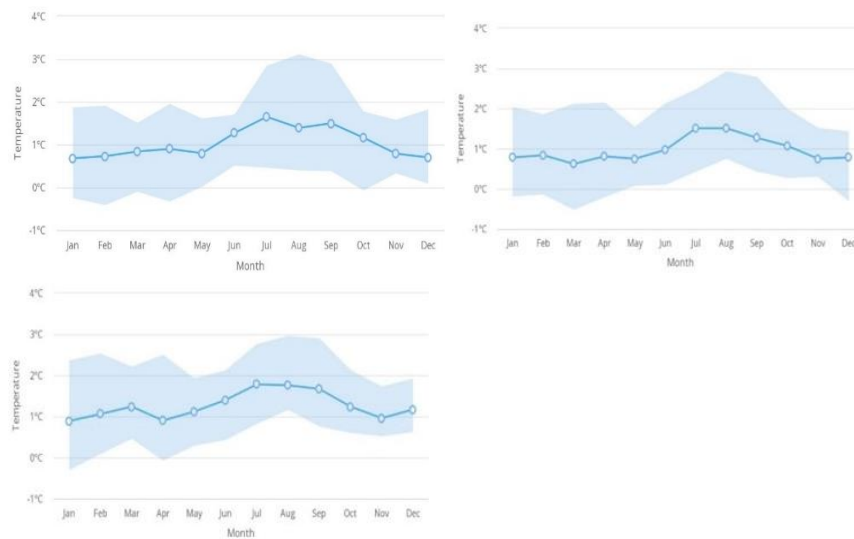 4°C
3°C
2°C
1°C
0°C
-1°C
Temperature
Jan Feb Mar Apr May Jun Jul Aug Sep Oct Nov Dec
Month
4°C
3°C
2°C
1°C
0°C
-1°C
Temperature
Jan Feb Mar Apr May Jun Jul Aug Sep Oct Nov Dec
Month
4°C
3°C
2°C
1°C
0°C
-1°C
Temperature
Jan Feb Mar Apr May Jun Jul Aug Sep Oct Nov Dec
Month